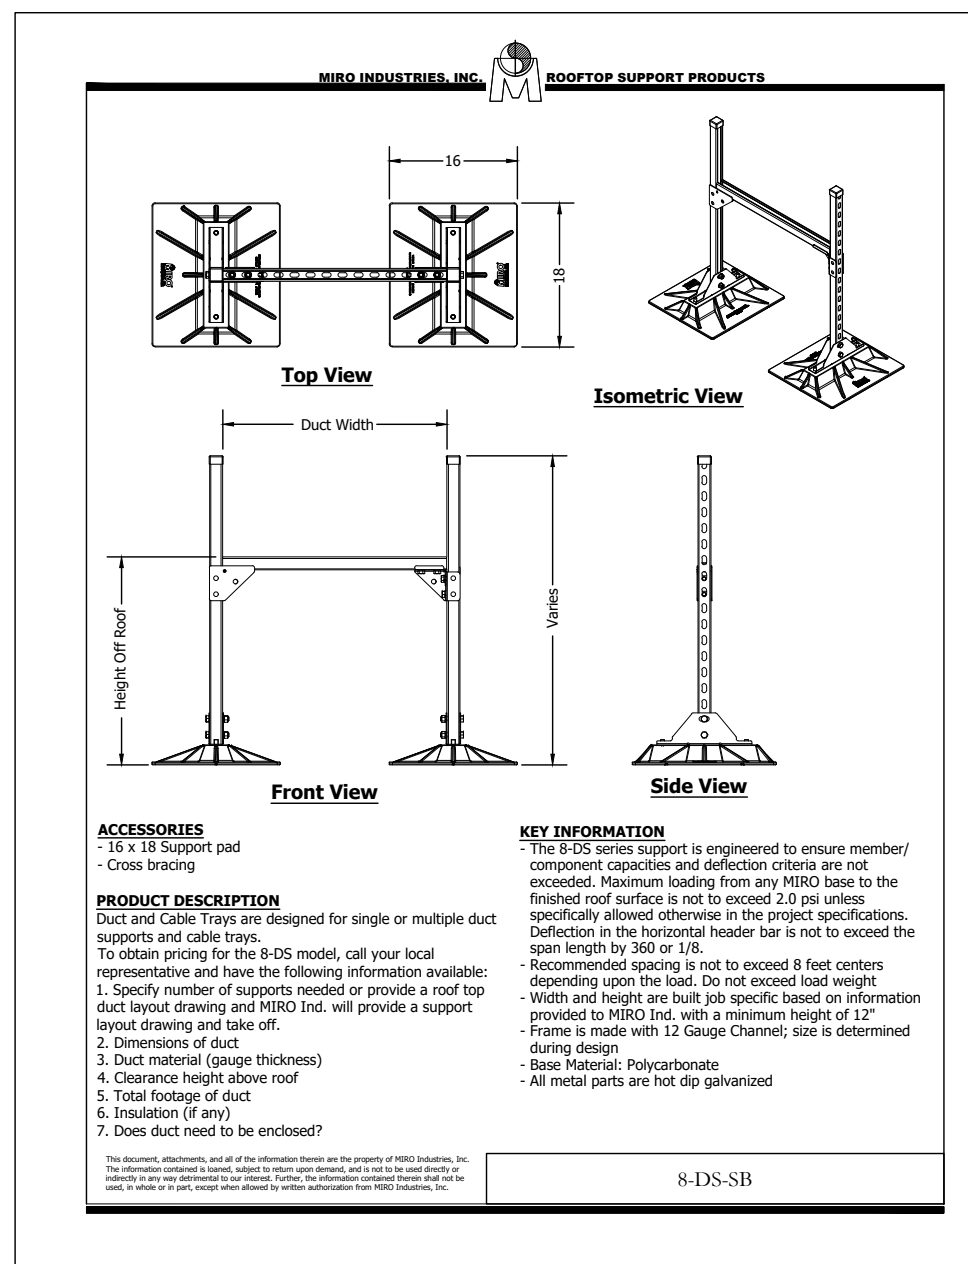 MIRO INDUSTRIES, INC. ROOFTOP SUPPORT PRODUCTS
16
18
Top View
Isometric View
Duct Width
Height Off Roof
Varies
Front View
Side View
ACCESSORIES
- 16 x 18 Support pad
- Cross bracing
PRODUCT DESCRIPTION
Duct and Cable Trays are designed for single or multiple duct
supports and cable trays.
To obtain pricing for the 8-DS model, call your local
representative and have the following information available:
1. Specify number of supports needed or provide a roof top
duct layout drawing and MIRO Ind. will provide a support
layout drawing and take off.
2. Dimensions of duct
3. Duct material (gauge thickness)
4. Clearance height above roof
5. Total footage of duct
6. Insulation (if any)
7. Does duct need to be enclosed?
KEY INFORMATION
- The 8-DS series support is engineered to ensure member/
component capacities and deflection criteria are not
exceeded. Maximum loading from any MIRO base to the
finished roof surface is not to exceed 2.0 psi unless
specifically allowed otherwise in the project specifications.
Deflection in the horizontal header bar is not to exceed the
span length by 360 or 1/8.
- Recommended spacing is not to exceed 8 feet centers
depending upon the load. Do not exceed load weight
- Width and height are built job specific based on information
provided to MIRO Ind. with a minimum height of 12"
- Frame is made with 12 Gauge Channel; size is determined
during design
- Base Material: Polycarbonate
- All metal parts are hot dip galvanized
This document, attachments, and all of the information therein are the property of MIRO Industries, Inc.
The information contained is loaned, subject to return upon demand, and is not to be used directly or
indirectly in any way detrimental to our interest. Further, the information contained therein shall not be
used, in whole or in part, except when allowed by written authorization from MIRO Industries, Inc.
8-DS-SB